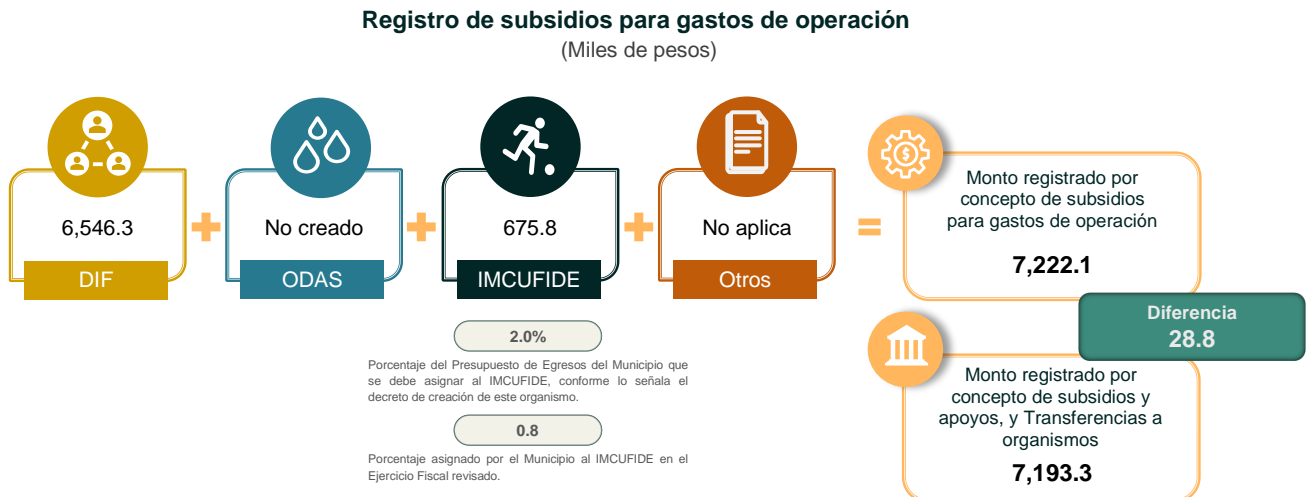 Registro de subsidios para gastos de operación
(Miles de pesos)
6,546.3
DIF
No creado
ODAS
675.8
IMCUFIDE
No aplica
Otros
Monto registrado por
concepto de subsidios
para gastos de operación
7,222.1
Diferencia
28.8
Monto registrado por
concepto de subsidios y
apoyos, y Transferencias a
organismos
7,193.3
2.0%
Porcentaje del Presupuesto de Egresos del Municipio que
se debe asignar al IMCUFIDE, conforme lo señala el
decreto de creación de este organismo.
0.8
Porcentaje asignado por el Municipio al IMCUFIDE en el
Ejercicio Fiscal revisado.